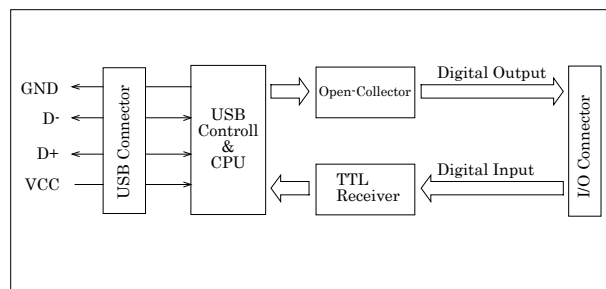 GND
D-
D+
VCC
USB Connector
USB
Controll
&
CPU
Open-Collector
Digital Output
TTL
Receiver
Digital Input
I/O Connector